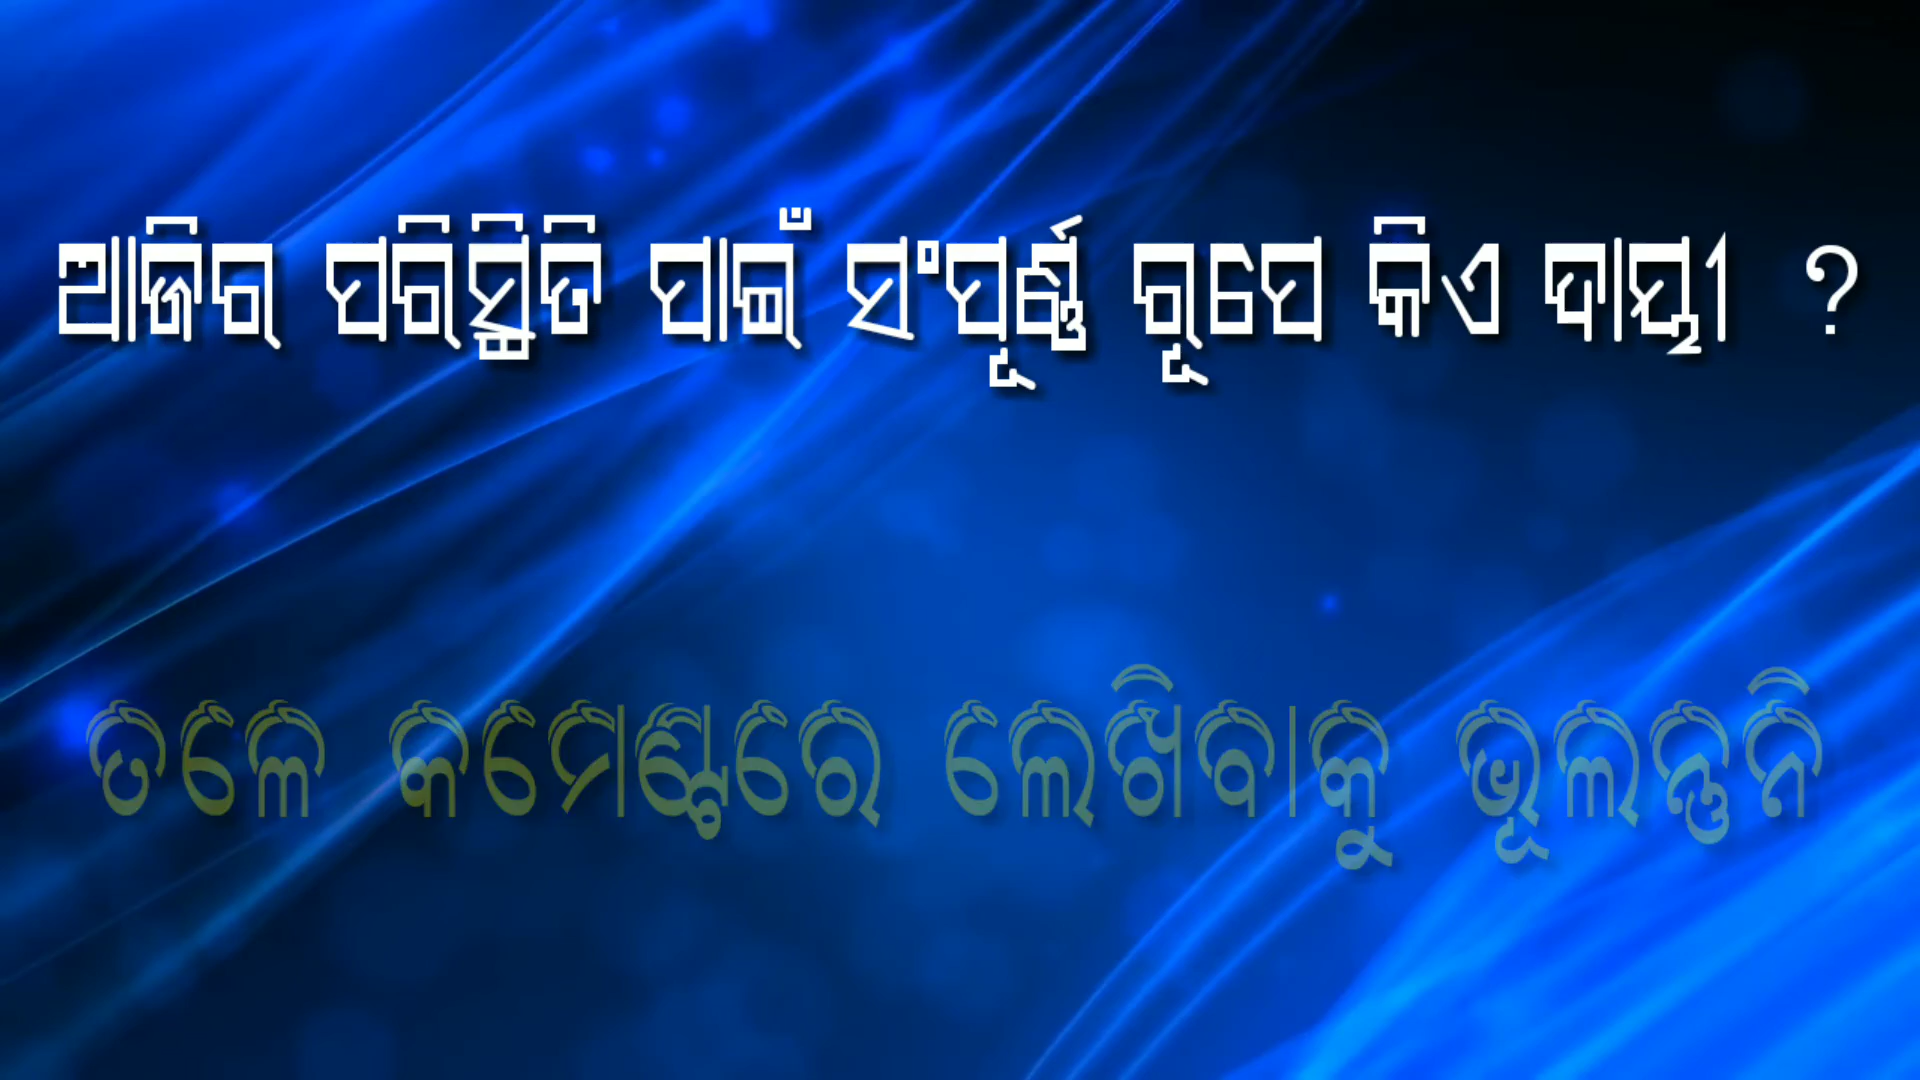 ଆଜିର ପରିସ୍ଥିତି ପାଇଁ ସଂପୂର୍ଣ୍ଣ ରୂପେ କିଏ ଦାୟୀ ?
ତଳେ କମେଣ୍ଟରେ ଲେଖିବାକୁ ଭୂଲନ୍ତୁନି